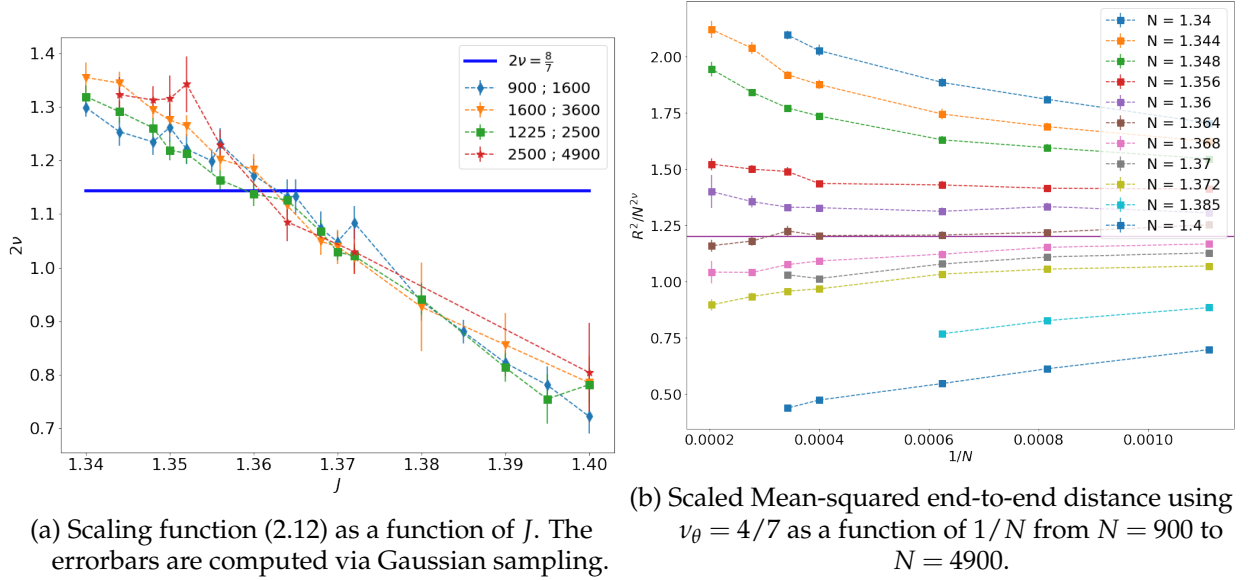 1.4
1.3
1.2
1.1
1.0
0.9
0.8
0.7
2ν
1.34
1.35
1.36
1.37
1.38
1.39
1.40
J
2ν = 8/7
900 ; 1600
1600 ; 3600
1225 ; 2500
2500 ; 4900
(a) Scaling function (2.12) as a function of J. The
errorbars are computed via Gaussian sampling.
2.00
1.75
1.50
1.25
1.00
0.75
0.50
R²/N²ᵛ
0.0002
0.0004
0.0006
0.0008
0.0010
1/N
N = 1.34
N = 1.344
N = 1.348
N = 1.356
N = 1.36
N = 1.364
N = 1.368
N = 1.37
N = 1.372
N = 1.385
N = 1.4
(b) Scaled Mean-squared end-to-end distance using
ν_θ = 4/7 as a function of 1/N from N = 900 to
N = 4900.